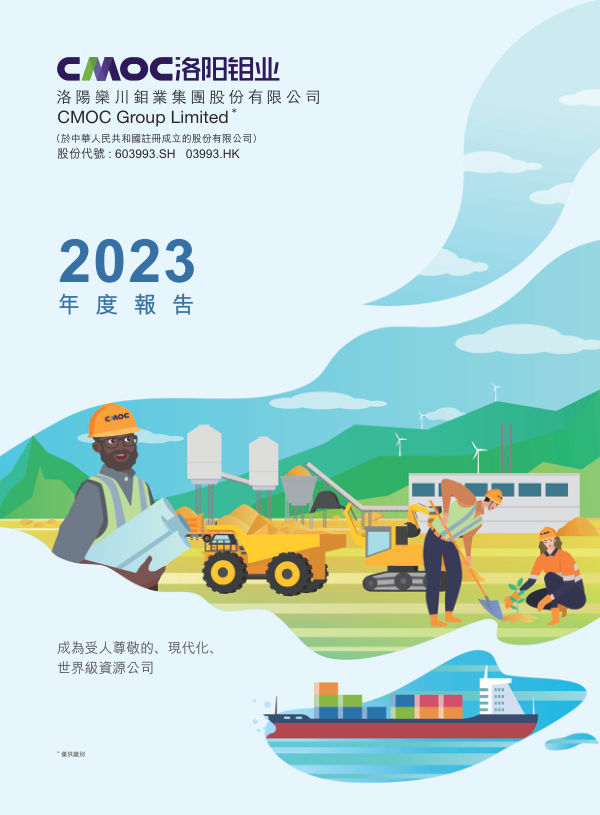 CMOC洛阳钼业
洛陽欒川鉬業集團股份有限公司
CMOC Group Limited*
(於中華人民共和國註冊成立的股份有限公司)
股份代號 : 603993.SH 03993.HK
2023
年度報告
CMOC
成為受人尊敬的、現代化、
世界級資源公司
* 僅供識別